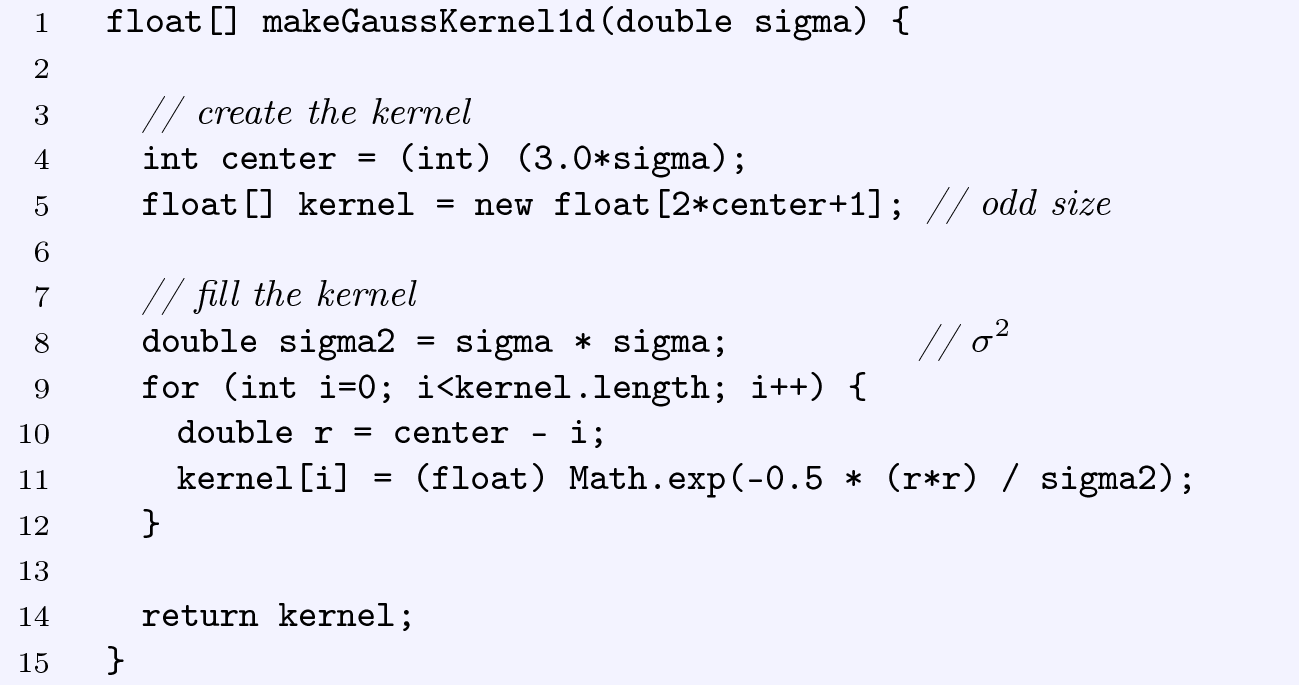 1 float[] makeGaussKernel1d(double sigma) {
2
3 // create the kernel
4 int center = (int) (3.0*sigma);
5 float[] kernel = new float[2*center+1]; // odd size
6
7 // fill the kernel
8 double sigma2 = sigma * sigma; // σ²
9 for (int i=0; i<kernel.length; i++) {
10 double r = center - i;
11 kernel[i] = (float) Math.exp(-0.5 * (r*r) / sigma2);
12 }
13
14 return kernel;
15 }